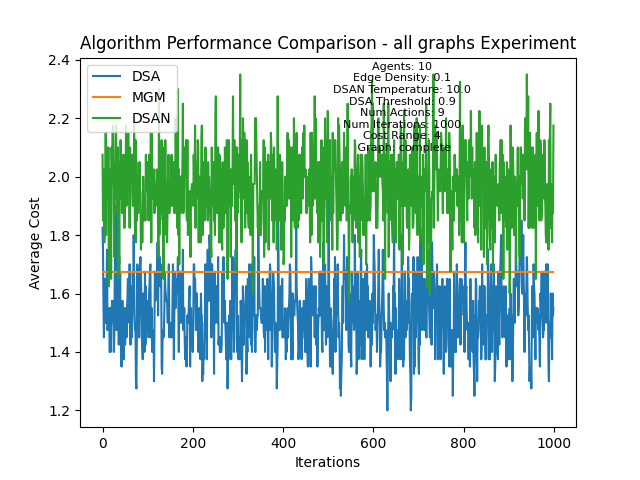 Algorithm Performance Comparison - all graphs Experiment
DSA
MGM
DSAN
Agents: 10
Edge Density: 0.1
DSAN Temperature: 10.0
DSA Threshold: 0.9
Num Actions: 9
Num Iterations: 1000
Cost Range: 4
Graph: complete
Average Cost
2.4
2.2
2.0
1.8
1.6
1.4
1.2
0
200
400
600
800
1000
Iterations